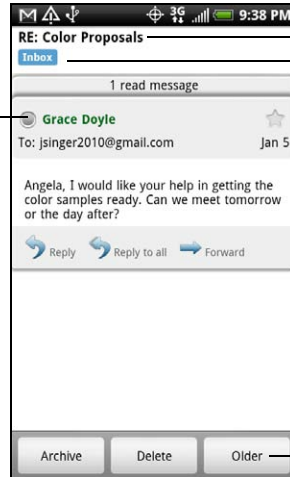 3G 9:38 PM
RE: Color Proposals
Inbox
1 read message
Grace Doyle
To: jsinger2010@gmail.com Jan 5
Angela, I would like your help in getting the
color samples ready. Can we meet tomorrow
or the day after?
Reply Reply to all Forward
Archive Delete Older